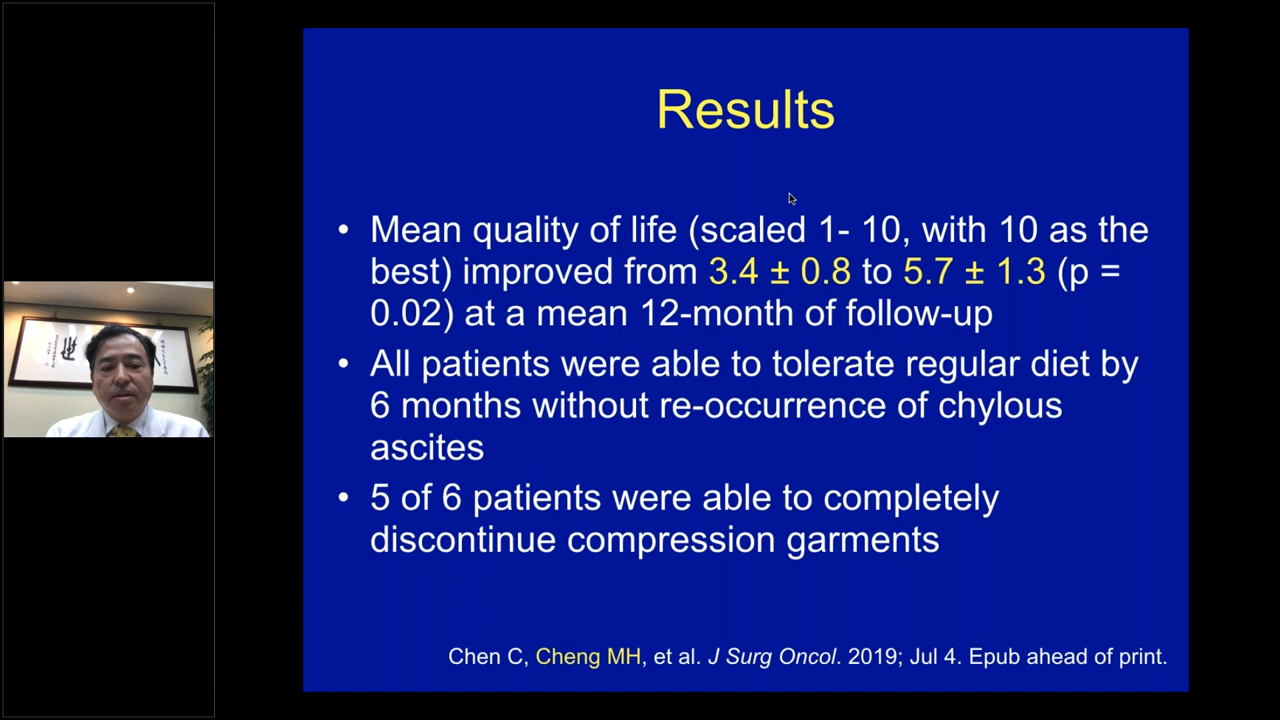 Results
• Mean quality of life (scaled 1- 10, with 10 as the
best) improved from 3.4 ± 0.8 to 5.7 ± 1.3 (p =
0.02) at a mean 12-month of follow-up
• All patients were able to tolerate regular diet by
6 months without re-occurrence of chylous
ascites
• 5 of 6 patients were able to completely
discontinue compression garments
Chen C, Cheng MH, et al. J Surg Oncol. 2019; Jul 4. Epub ahead of print.